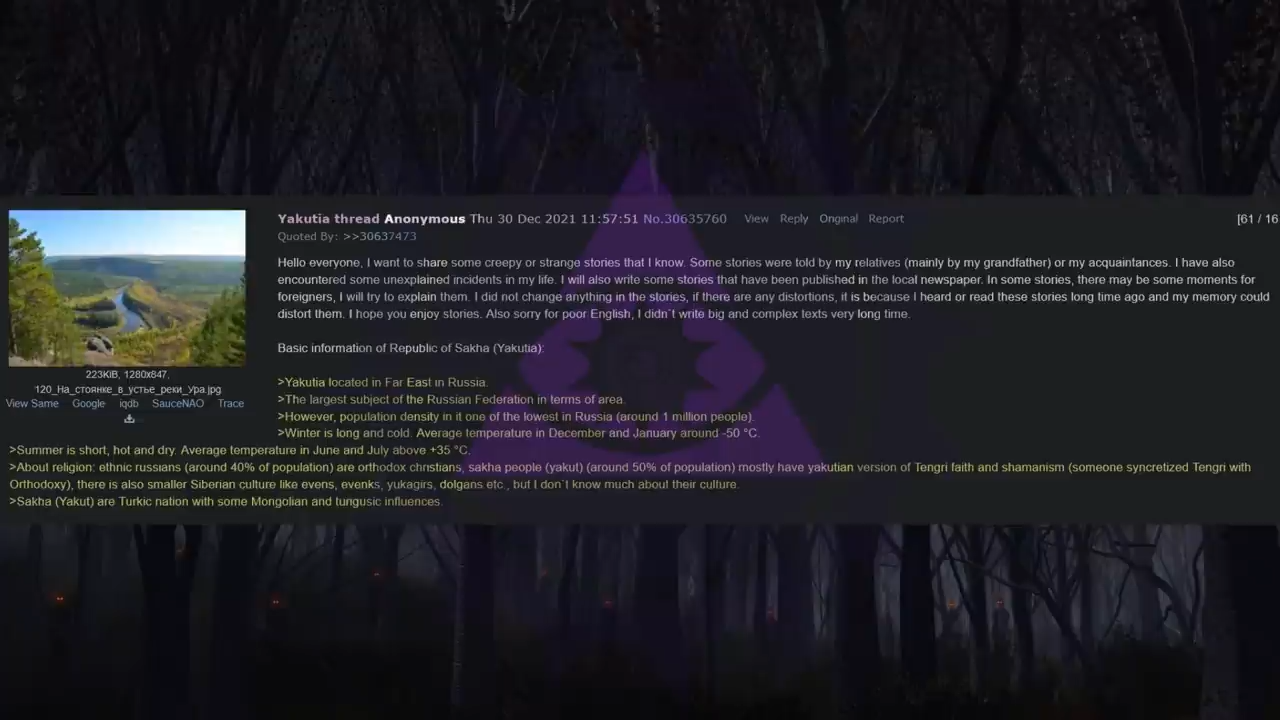 Yakutia thread Anonymous Thu 30 Dec 2021 11:57:51 No.30635760 View Reply Original Report [61 / 16
Quoted By: >>30637473
Hello everyone, I want to share some creepy or strange stories that I know. Some stories were told by my relatives (mainly by my grandfather) or my acquaintances. I have also
encountered some unexplained incidents in my life. I will also write some stories that have been published in the local newspaper. In some stories, there may be some moments for
foreigners, I will try to explain them. I did not change anything in the stories, if there are any distortions, it is because I heard or read these stories long time ago and my memory could
distort them. I hope you enjoy stories. Also sorry for poor English, I didn`t write big and complex texts very long time.
Basic information of Republic of Sakha (Yakutia):
>Yakutia located in Far East in Russia.
>The largest subject of the Russian Federation in terms of area.
>However, population density in it one of the lowest in Russia (around 1 million people).
>Winter is long and cold. Average temperature in December and January around -50 °C.
223KiB, 1280x847,
120_На_стоянке_в_устье_реки_Ура.jpg
View Same Google iqdb SauceNAO Trace
>Summer is short, hot and dry. Average temperature in June and July above +35 °C.
>About religion: ethnic russians (around 40% of population) are orthodox christians, sakha people (yakut) (around 50% of population) mostly have yakutian version of Tengri faith and shamanism (someone syncretized Tengri with
Orthodoxy), there is also smaller Siberian culture like evens, evenks, yukagirs, dolgans etc., but I don`t know much about their culture.
>Sakha (Yakut) are Turkic nation with some Mongolian and tungusic influences.